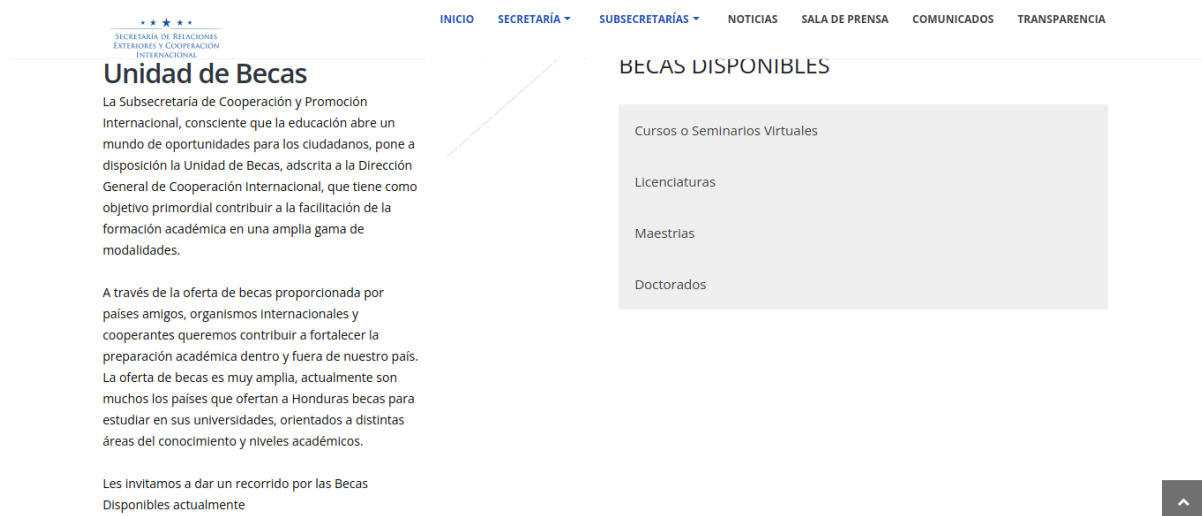 SECRETARÍA DE RELACIONES
EXTERIORES Y COOPERACIÓN
INTERNACIONAL
INICIO SECRETARÍA SUBSECRETARÍAS NOTICIAS SALA DE PRENSA COMUNICADOS TRANSPARENCIA
Unidad de Becas
La Subsecretaría de Cooperación y Promoción
Internacional, consciente que la educación abre un
mundo de oportunidades para los ciudadanos, pone a
disposición la Unidad de Becas, adscrita a la Dirección
General de Cooperación Internacional, que tiene como
objetivo primordial contribuir a la facilitación de la
formación académica en una amplia gama de
modalidades.
A través de la oferta de becas proporcionada por
países amigos, organismos internacionales y
cooperantes queremos contribuir a fortalecer la
preparación académica dentro y fuera de nuestro país.
La oferta de becas es muy amplia, actualmente son
muchos los países que ofertan a Honduras becas para
estudiar en sus universidades, orientados a distintas
áreas del conocimiento y niveles académicos.
Les invitamos a dar un recorrido por las Becas
Disponibles actualmente
BECAS DISPONIBLES
Cursos o Seminarios Virtuales
Licenciaturas
Maestrias
Doctorados